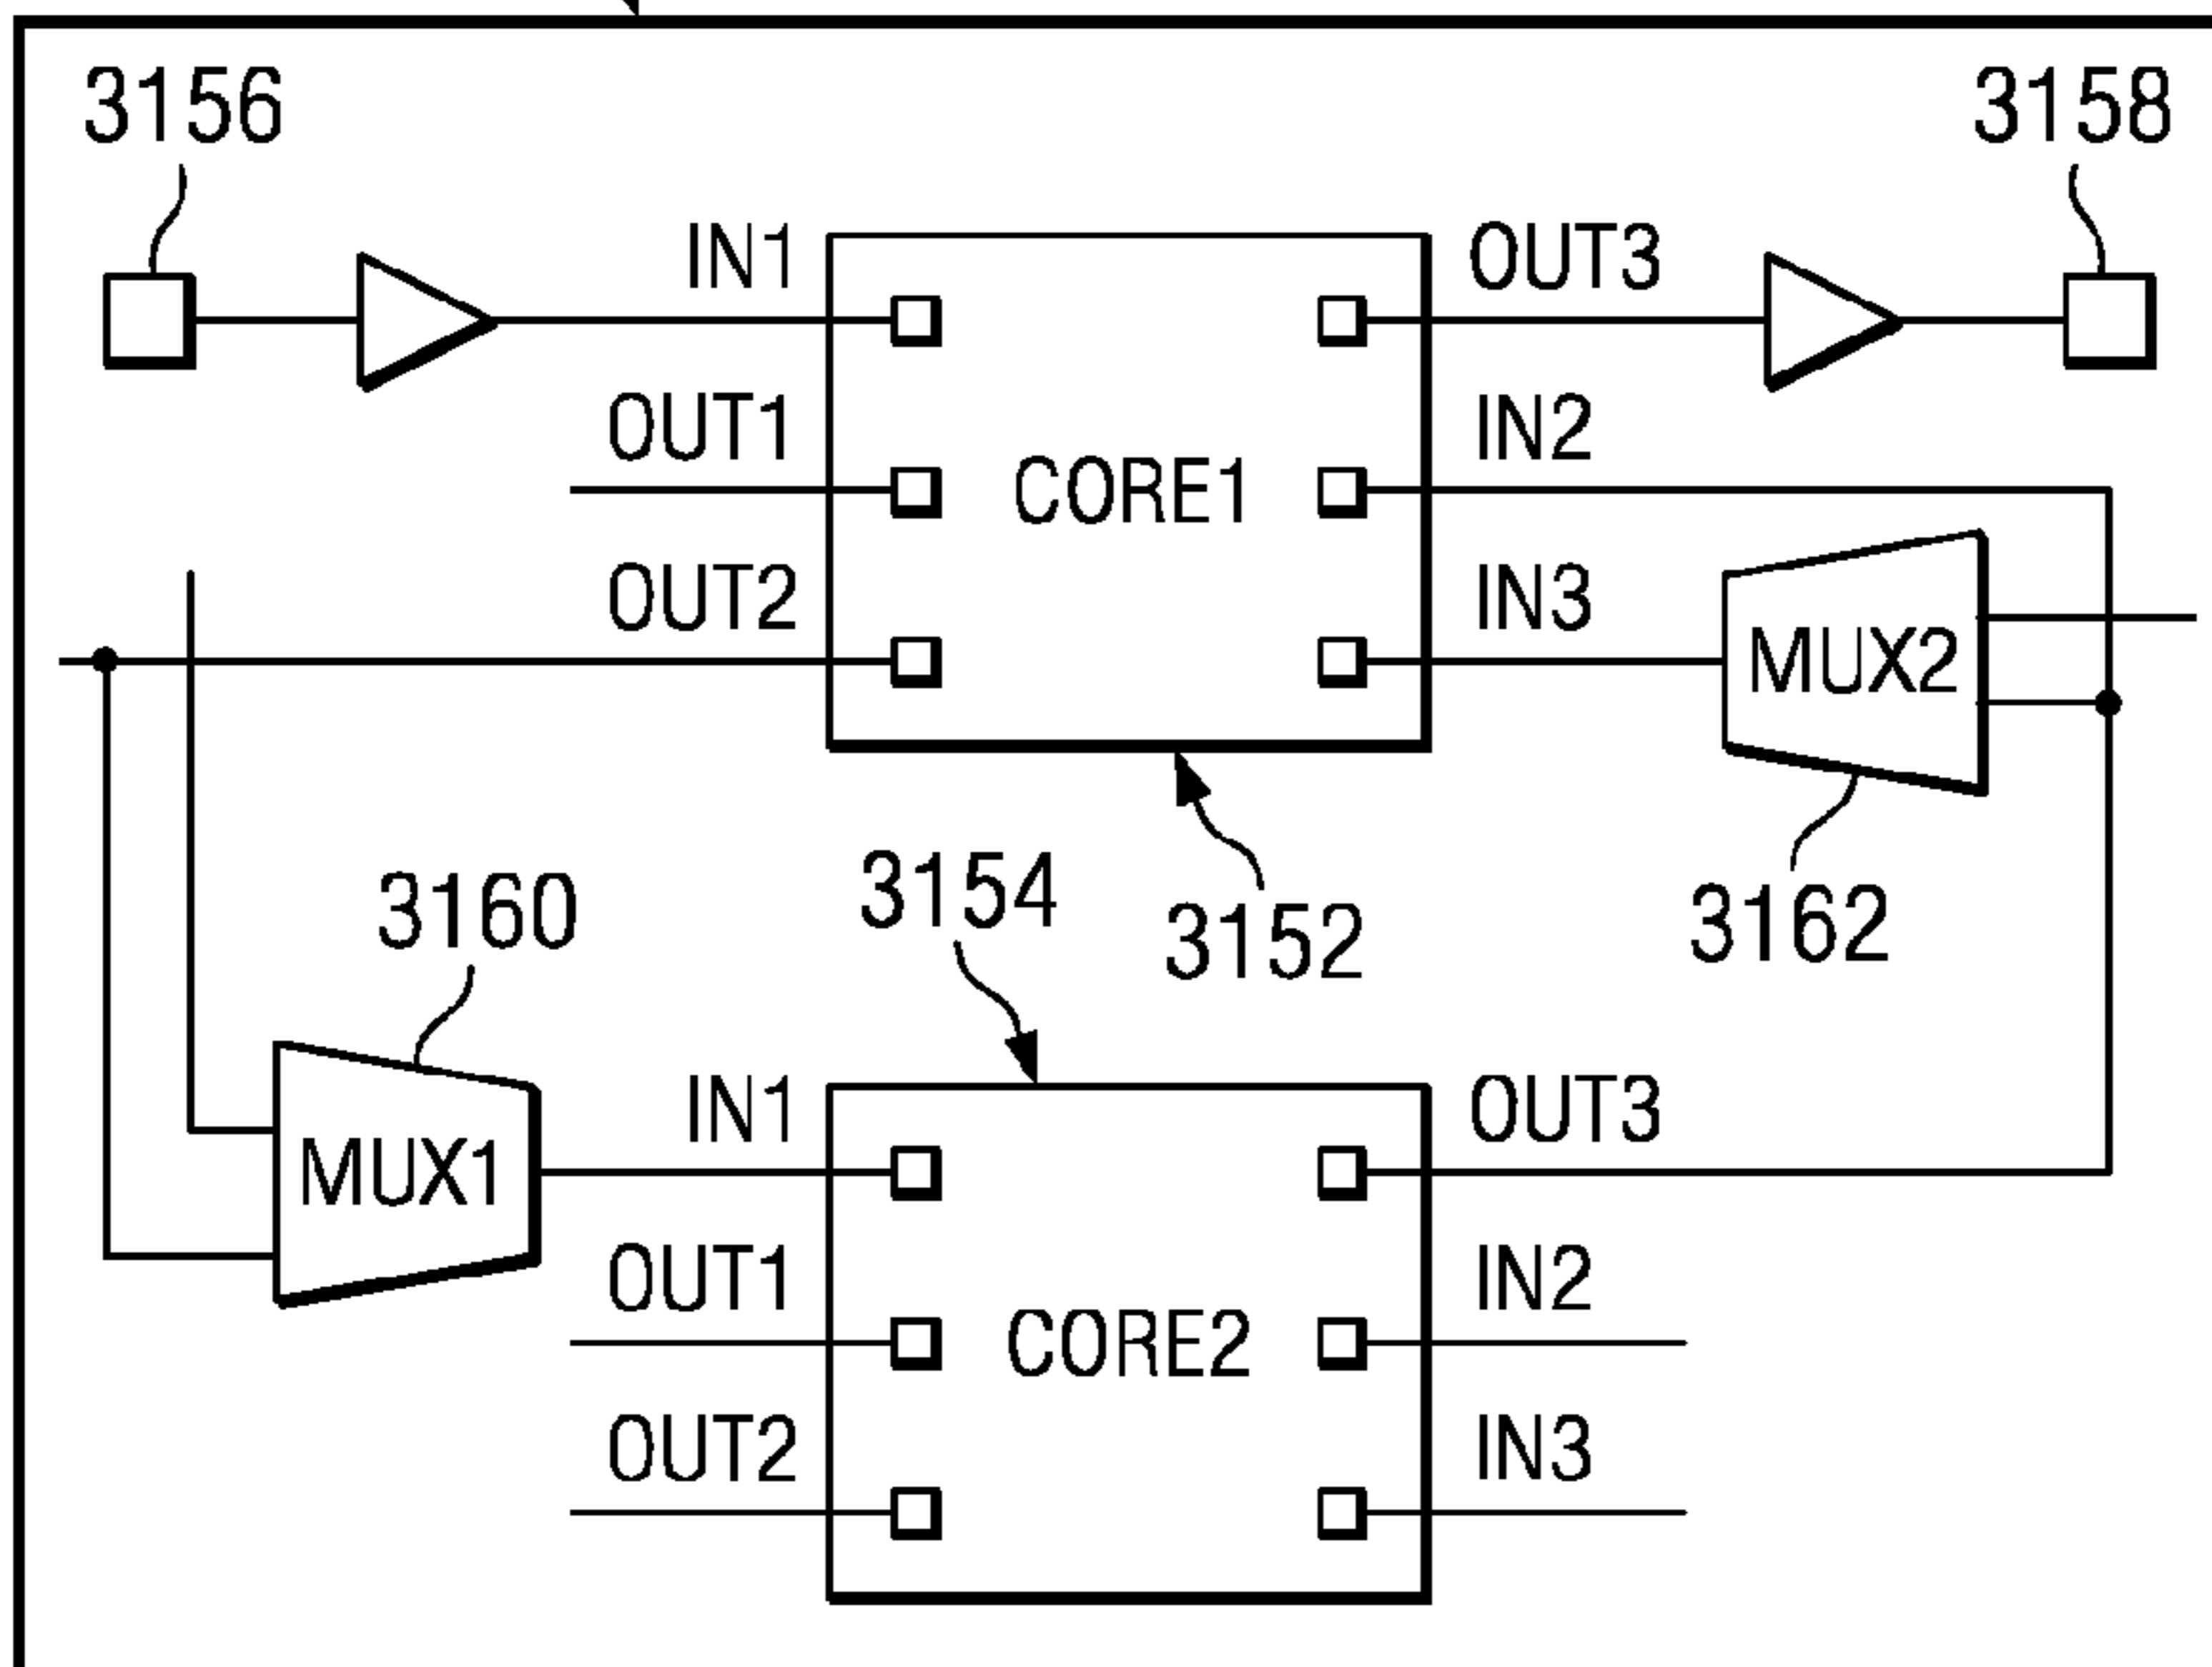 3156
3158
IN1
OUT3
OUT1
IN2
CORE1
OUT2
IN3
MUX2
3160
3154
3152
3162
IN1
OUT3
MUX1
OUT1
IN2
CORE2
OUT2
IN3